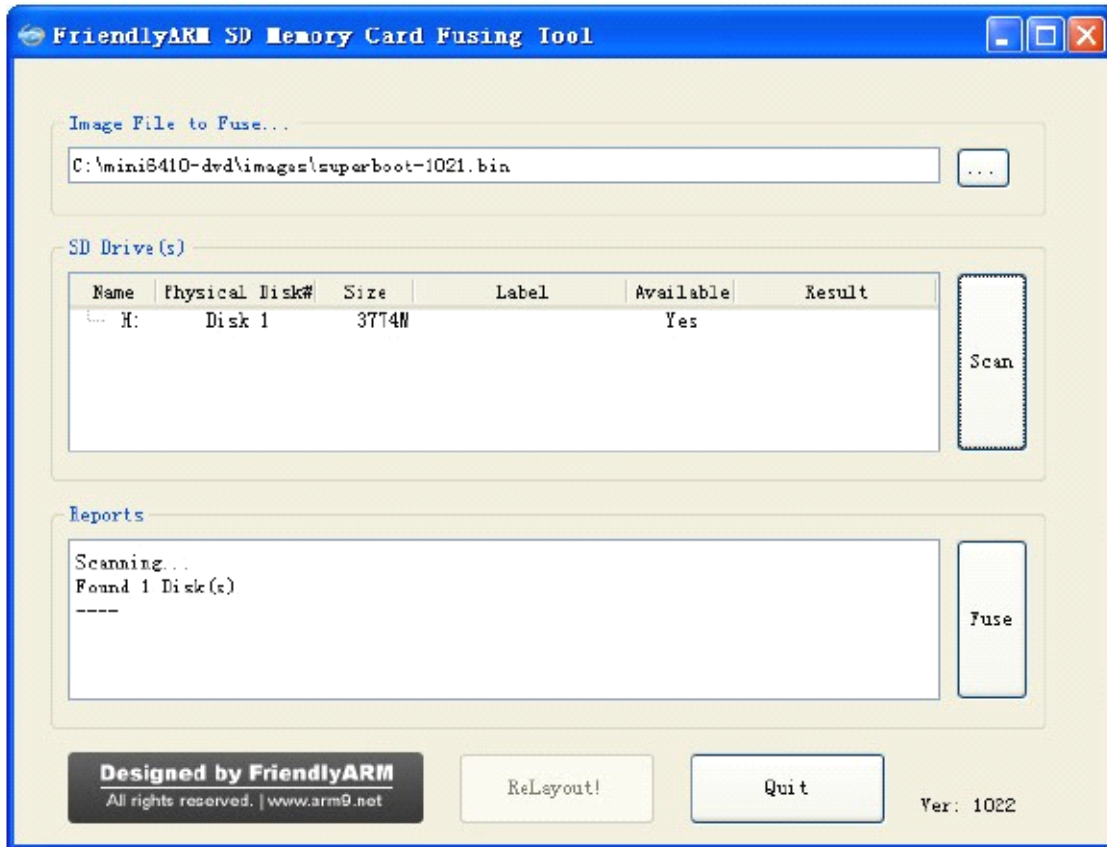 FriendlyARM SD Memory Card Fusing Tool
Image File to Fuse...
C:\mini6410-dvd\images\superboot-1021.bin
...
SD Drive(s)
Name Physical Disk# Size Label Available Result
H: Disk 1 3774M Yes
Scan
Reports
Scanning...
Found 1 Disk(s)
----
Fuse
Designed by FriendlyARM
All rights reserved. | www.arm9.net
ReLayout!
Quit
Ver: 1022